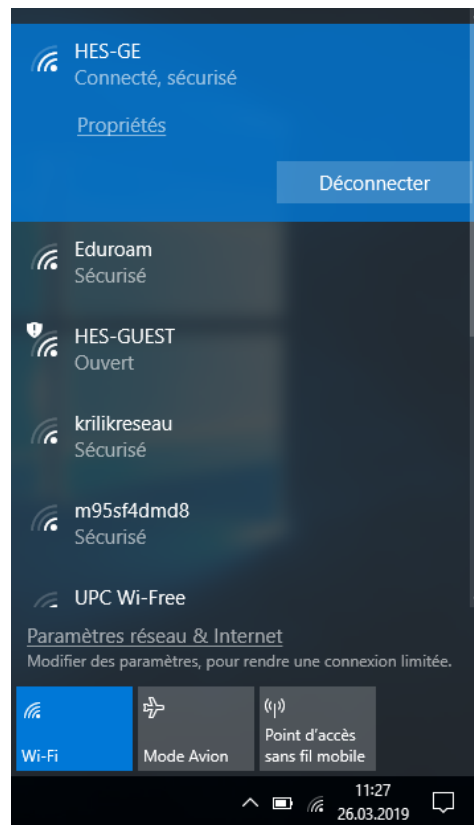 HES-GE
Connecté, sécurisé
Propriétés
Déconnecter
Eduroam
Sécurisé
HES-GUEST
Ouvert
krilikreseau
Sécurisé
m95sf4dmd8
Sécurisé
UPC Wi-Free
Paramètres réseau & Internet
Modifier des paramètres, pour rendre une connexion limitée.
Wi-Fi
Mode Avion
Point d'accès
sans fil mobile
11:27
26.03.2019